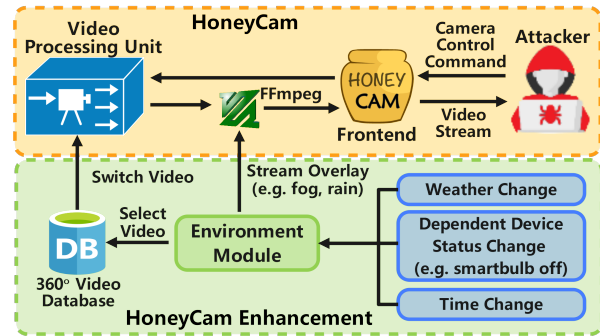 HoneyCam
Video
Processing Unit
FFmpeg
HONEY
CAM
Frontend
Camera
Control
Command
Attacker
Video
Stream
Switch Video
Stream Overlay
(e.g. fog, rain)
Weather Change
Select
Video
Environment
Module
Dependent Device
Status Change
(e.g. smartbulb off)
DB
360° Video
Database
Time Change
HoneyCam Enhancement